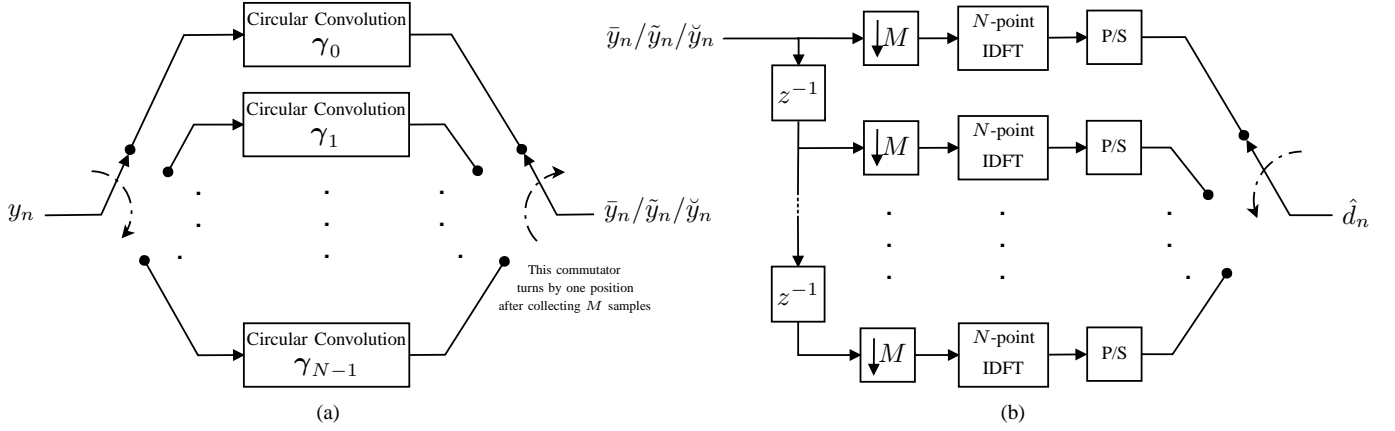 Circular Convolution
γ₀
Circular Convolution
γ₁
yₙ
ȳₙ/ỹₙ/y̆ₙ
This commutator
turns by one position
after collecting M samples
Circular Convolution
γ_{N−1}
(a)
ȳₙ/ỹₙ/y̆ₙ
↓M
N-point
IDFT
P/S
z⁻¹
↓M
N-point
IDFT
P/S
d̂ₙ
z⁻¹
↓M
N-point
IDFT
P/S
(b)